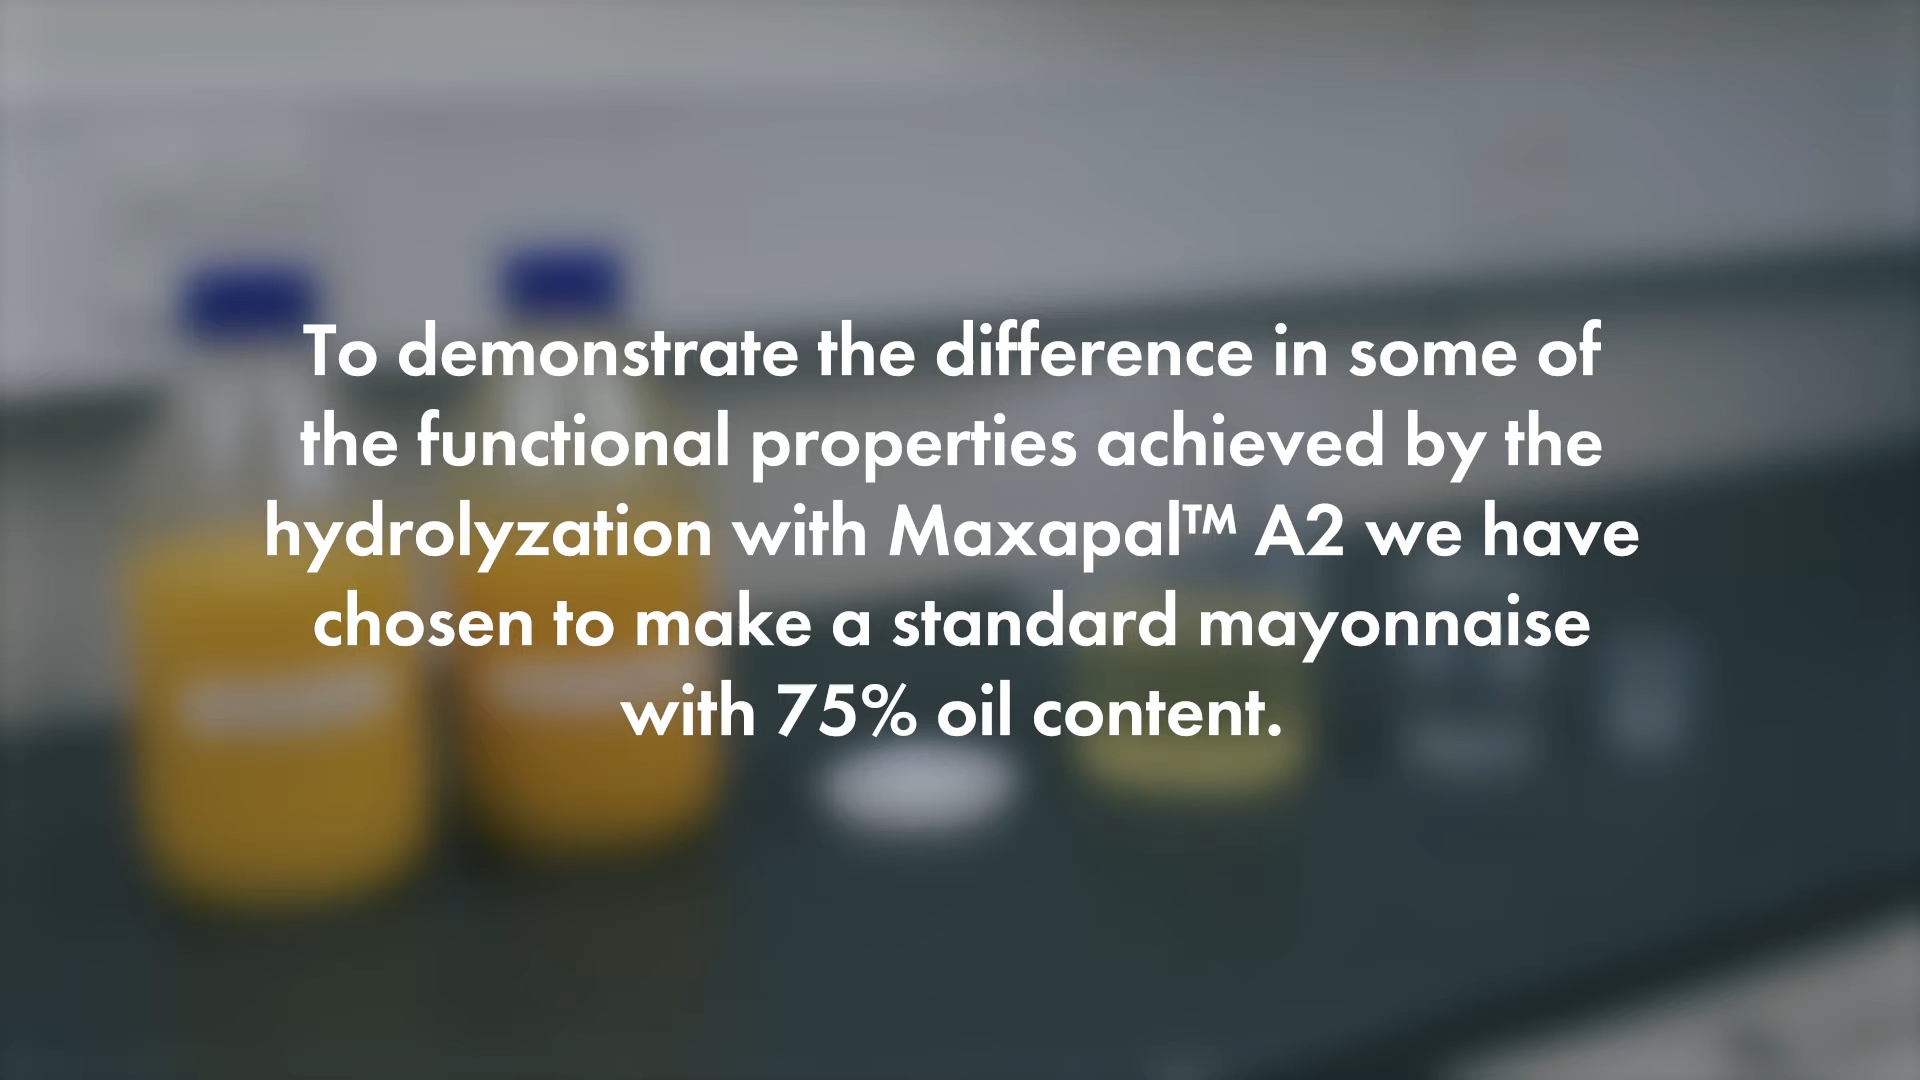 To demonstrate the difference in some of
the functional properties achieved by the
hydrolyzation with Maxapal™ A2 we have
chosen to make a standard mayonnaise
with 75% oil content.